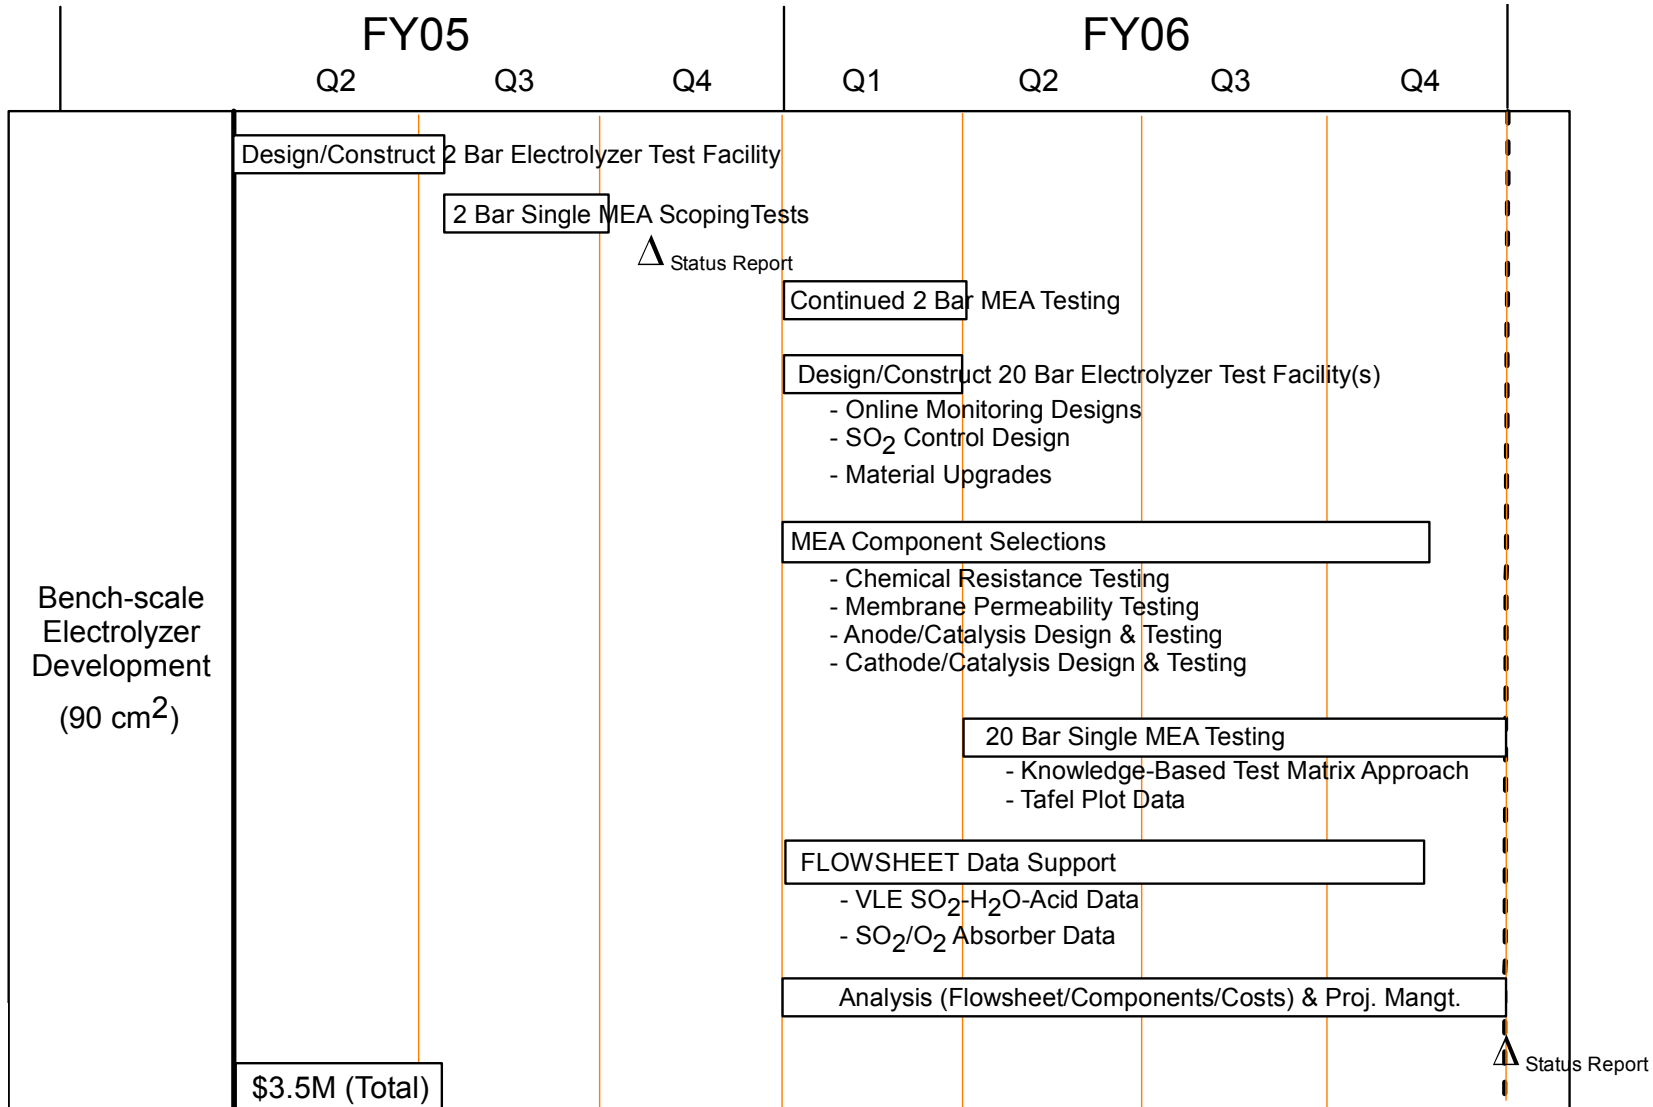 FY05 FY06
Q2 Q3 Q4 Q1 Q2 Q3 Q4
Design/Construct 2 Bar Electrolyzer Test Facility
2 Bar Single MEA ScopingTests
Δ Status Report
Continued 2 Bar MEA Testing
Design/Construct 20 Bar Electrolyzer Test Facility(s)
- Online Monitoring Designs
- SO2 Control Design
- Material Upgrades
MEA Component Selections
- Chemical Resistance Testing
- Membrane Permeability Testing
- Anode/Catalysis Design & Testing
- Cathode/Catalysis Design & Testing
Bench-scale
Electrolyzer
Development
(90 cm2)
20 Bar Single MEA Testing
- Knowledge-Based Test Matrix Approach
- Tafel Plot Data
FLOWSHEET Data Support
- VLE SO2-H2O-Acid Data
- SO2/O2 Absorber Data
Analysis (Flowsheet/Components/Costs) & Proj. Mangt.
Δ Status Report
$3.5M (Total)